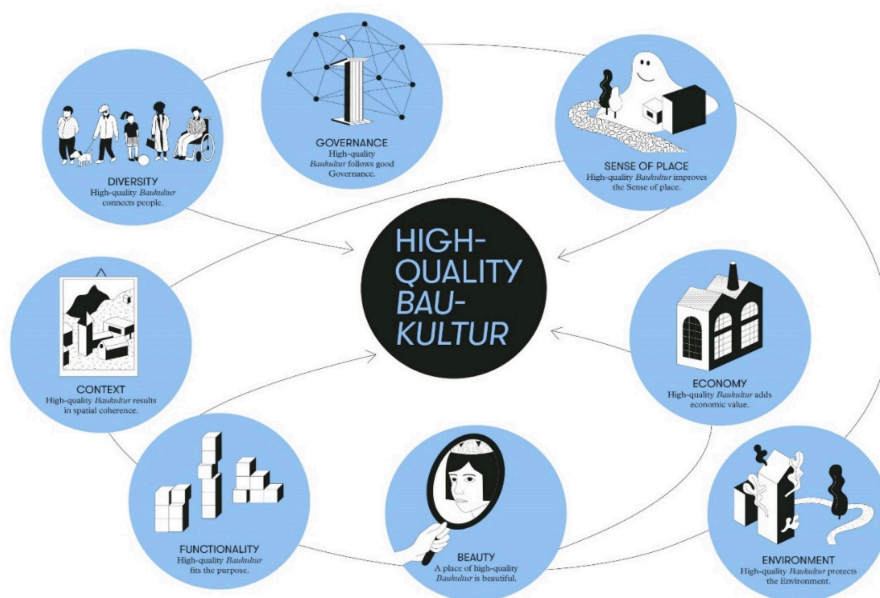 GOVERNANCE
High-quality
Baukultur follows good
Governance.
SENSE OF PLACE
High-quality Baukultur improves
the Sense of place.
DIVERSITY
High-quality Baukultur
connects people.
HIGH-
QUALITY
BAU-
KULTUR
CONTEXT
High-quality Baukultur results
in spatial coherence.
ECONOMY
High-quality Baukultur adds
economic value.
FUNCTIONALITY
High-quality Baukultur
fits the purpose.
BEAUTY
A place of high-quality
Baukultur is beautiful.
ENVIRONMENT
High-quality Baukultur protects
the Environment.